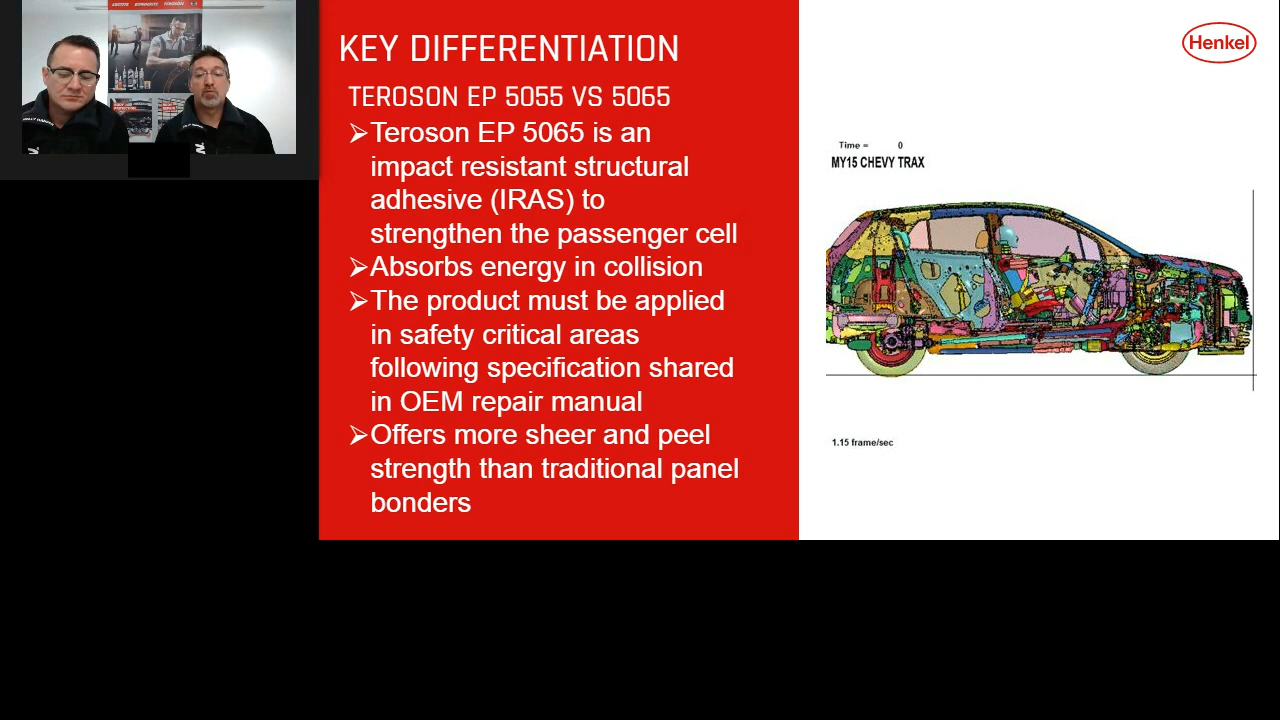 KEY DIFFERENTIATION
TEROSON EP 5055 VS 5065
➢Teroson EP 5065 is an
impact resistant structural
adhesive (IRAS) to
strengthen the passenger cell
➢Absorbs energy in collision
➢The product must be applied
in safety critical areas
following specification shared
in OEM repair manual
➢Offers more sheer and peel
strength than traditional panel
bonders
Henkel
Time = 0
MY15 CHEVY TRAX
1.15 frame/sec